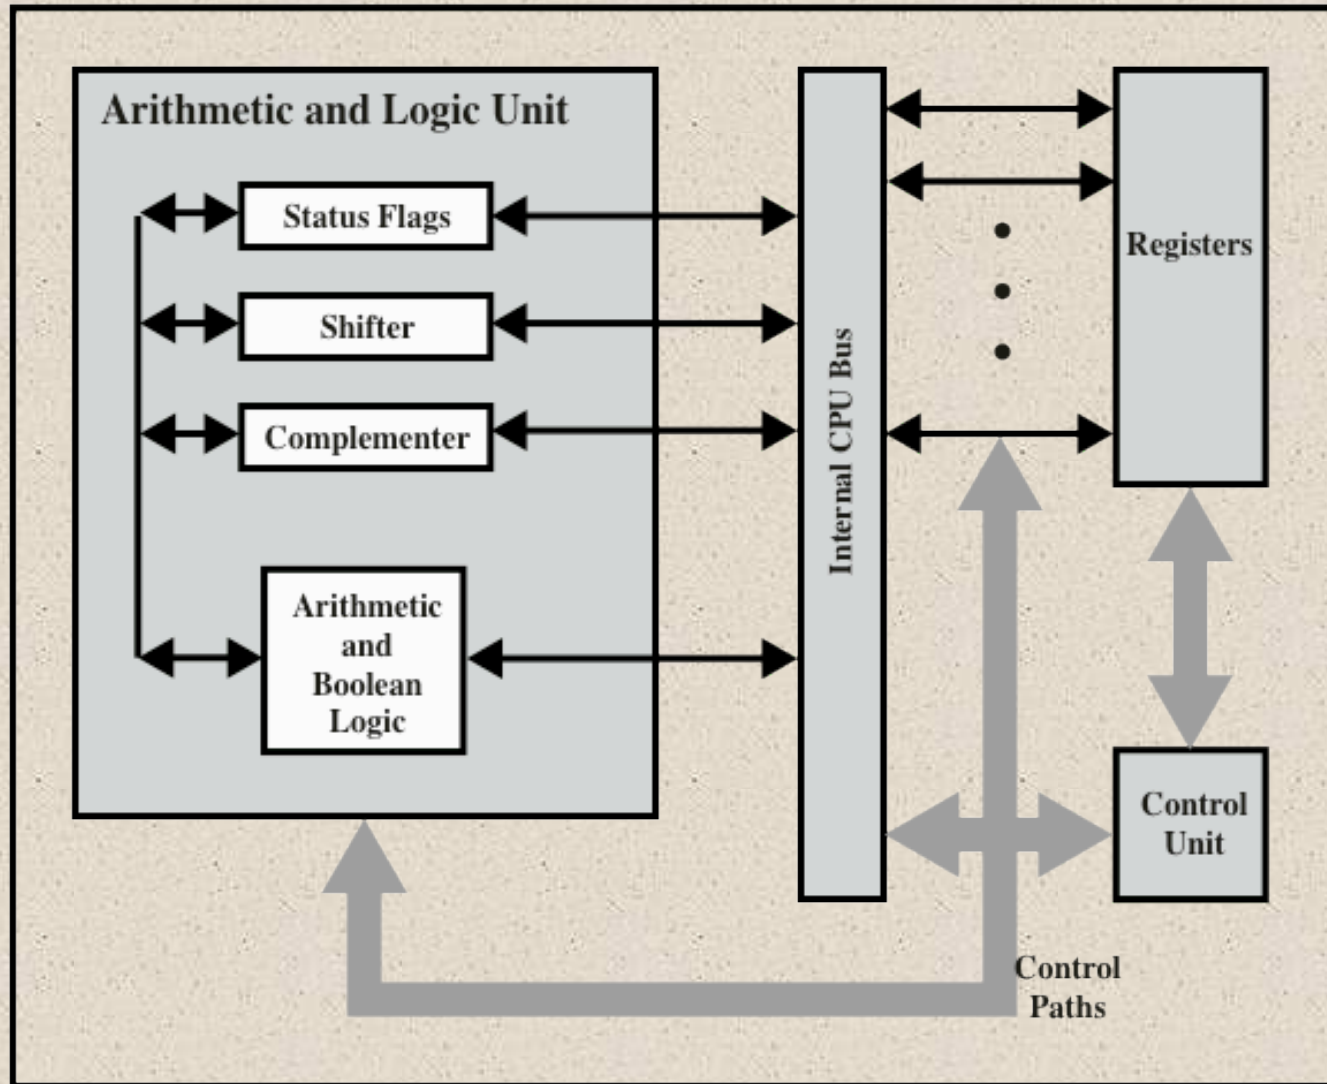 Arithmetic and Logic Unit
Status Flags
Shifter
Complementer
Arithmetic
and
Boolean
Logic
Internal CPU Bus
Registers
Control
Unit
Control
Paths